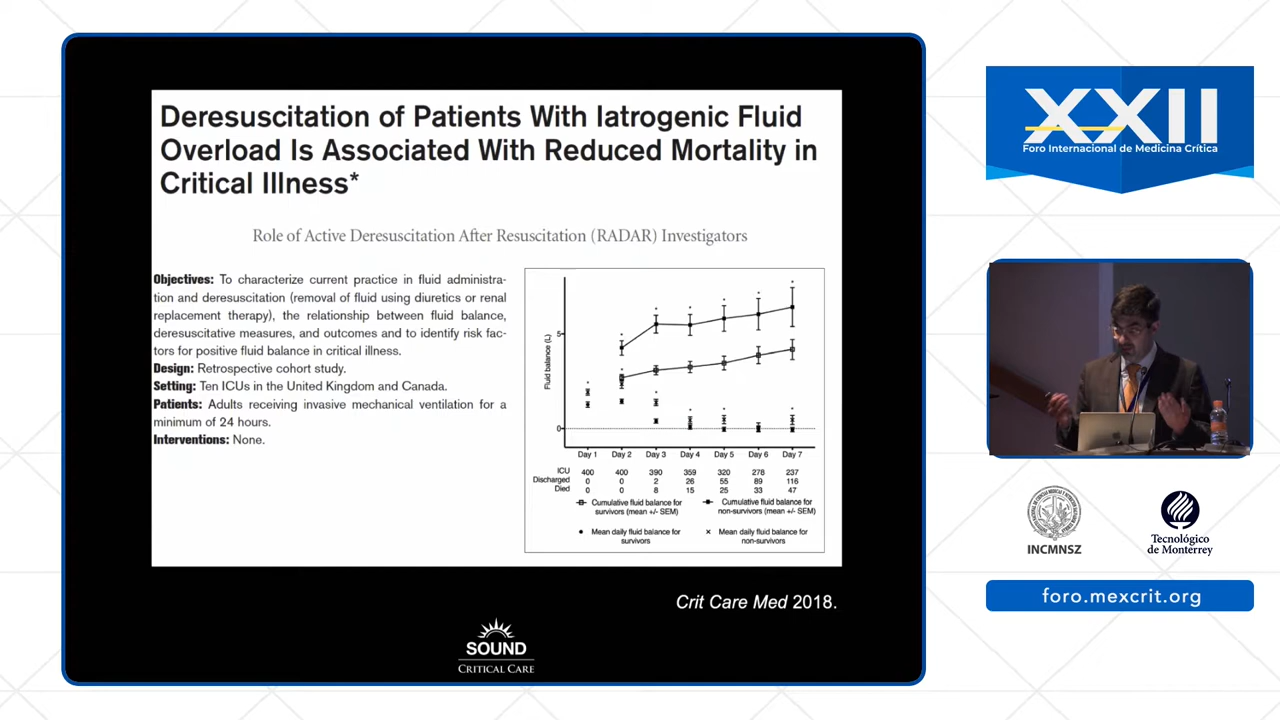 Deresuscitation of Patients With Iatrogenic Fluid
Overload Is Associated With Reduced Mortality in
Critical Illness*
Role of Active Deresuscitation After Resuscitation (RADAR) Investigators
Objectives: To characterize current practice in fluid administra-
tion and deresuscitation (removal of fluid using diuretics or renal
replacement therapy), the relationship between fluid balance,
deresuscitative measures, and outcomes and to identify risk fac-
tors for positive fluid balance in critical illness.
Design: Retrospective cohort study.
Setting: Ten ICUs in the United Kingdom and Canada.
Patients: Adults receiving invasive mechanical ventilation for a
minimum of 24 hours.
Interventions: None.
Fluid balance (L)
5
0
Day 1 Day 2 Day 3 Day 4 Day 5 Day 6 Day 7
ICU 400 400 390 359 320 278 237
Discharged 0 0 2 26 55 89 116
Died 0 0 8 15 25 33 47
Cumulative fluid balance for
survivors (mean +/- SEM)
Cumulative fluid balance for
non-survivors (mean +/- SEM)
Mean daily fluid balance for
survivors
Mean daily fluid balance for
non-survivors
Crit Care Med 2018.
SOUND
CRITICAL CARE
XXII
Foro Internacional de Medicina Crítica
INCMNSZ
Tecnológico
de Monterrey
foro.mexcrit.org